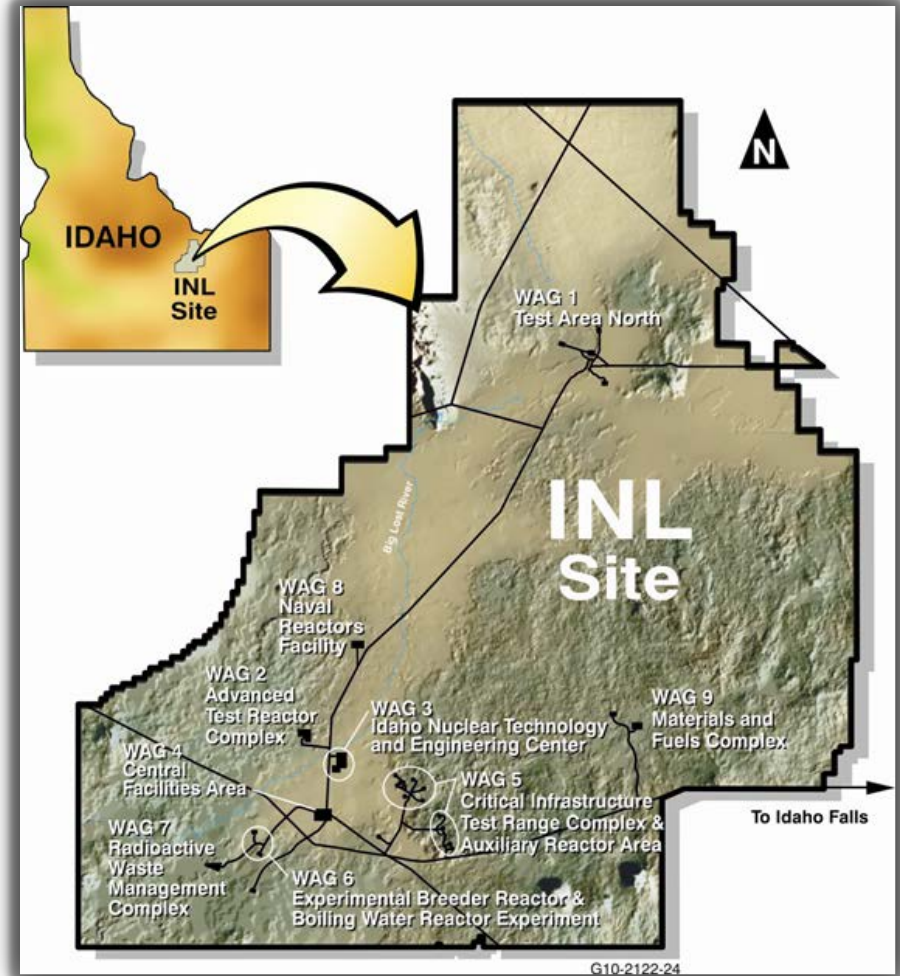 N
IDAHO
INL
Site
WAG 1
Test Area North
INL
Site
Big Lost River
WAG 8
Naval
Reactors
Facility
WAG 2
Advanced
Test Reactor
Complex
WAG 3
Idaho Nuclear Technology
and Engineering Center
WAG 9
Materials and
Fuels Complex
WAG 4
Central
Facilities Area
WAG 5
Critical Infrastructure
Test Range Complex &
Auxiliary Reactor Area
To Idaho Falls
WAG 7
Radioactive
Waste
Management
Complex
WAG 6
Experimental Breeder Reactor &
Boiling Water Reactor Experiment
G10-2122-24